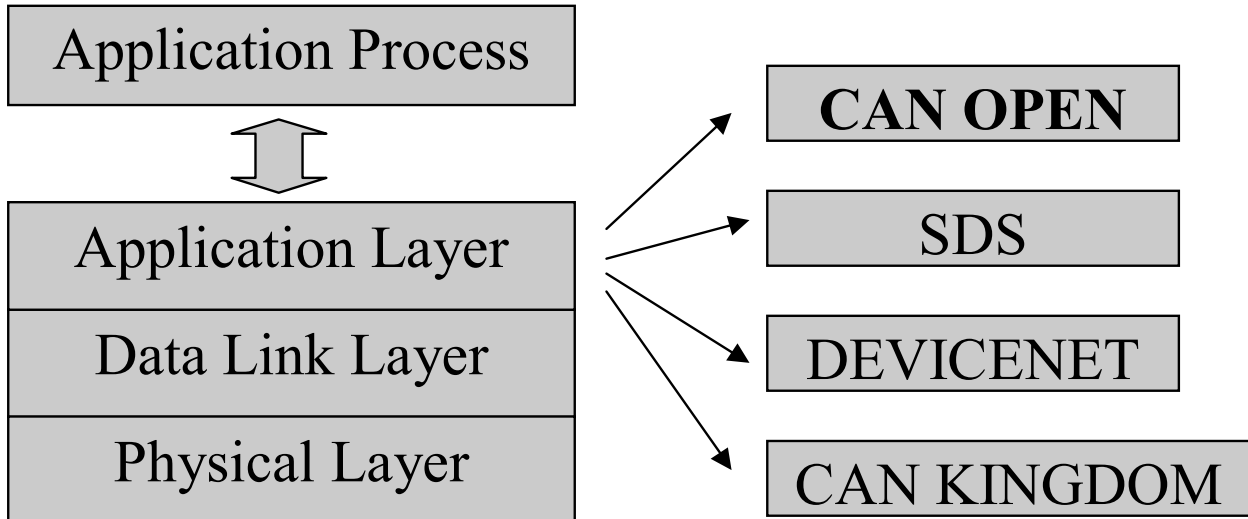 Application Process
Application Layer
Data Link Layer
Physical Layer
CAN OPEN
SDS
DEVICENET
CAN KINGDOM